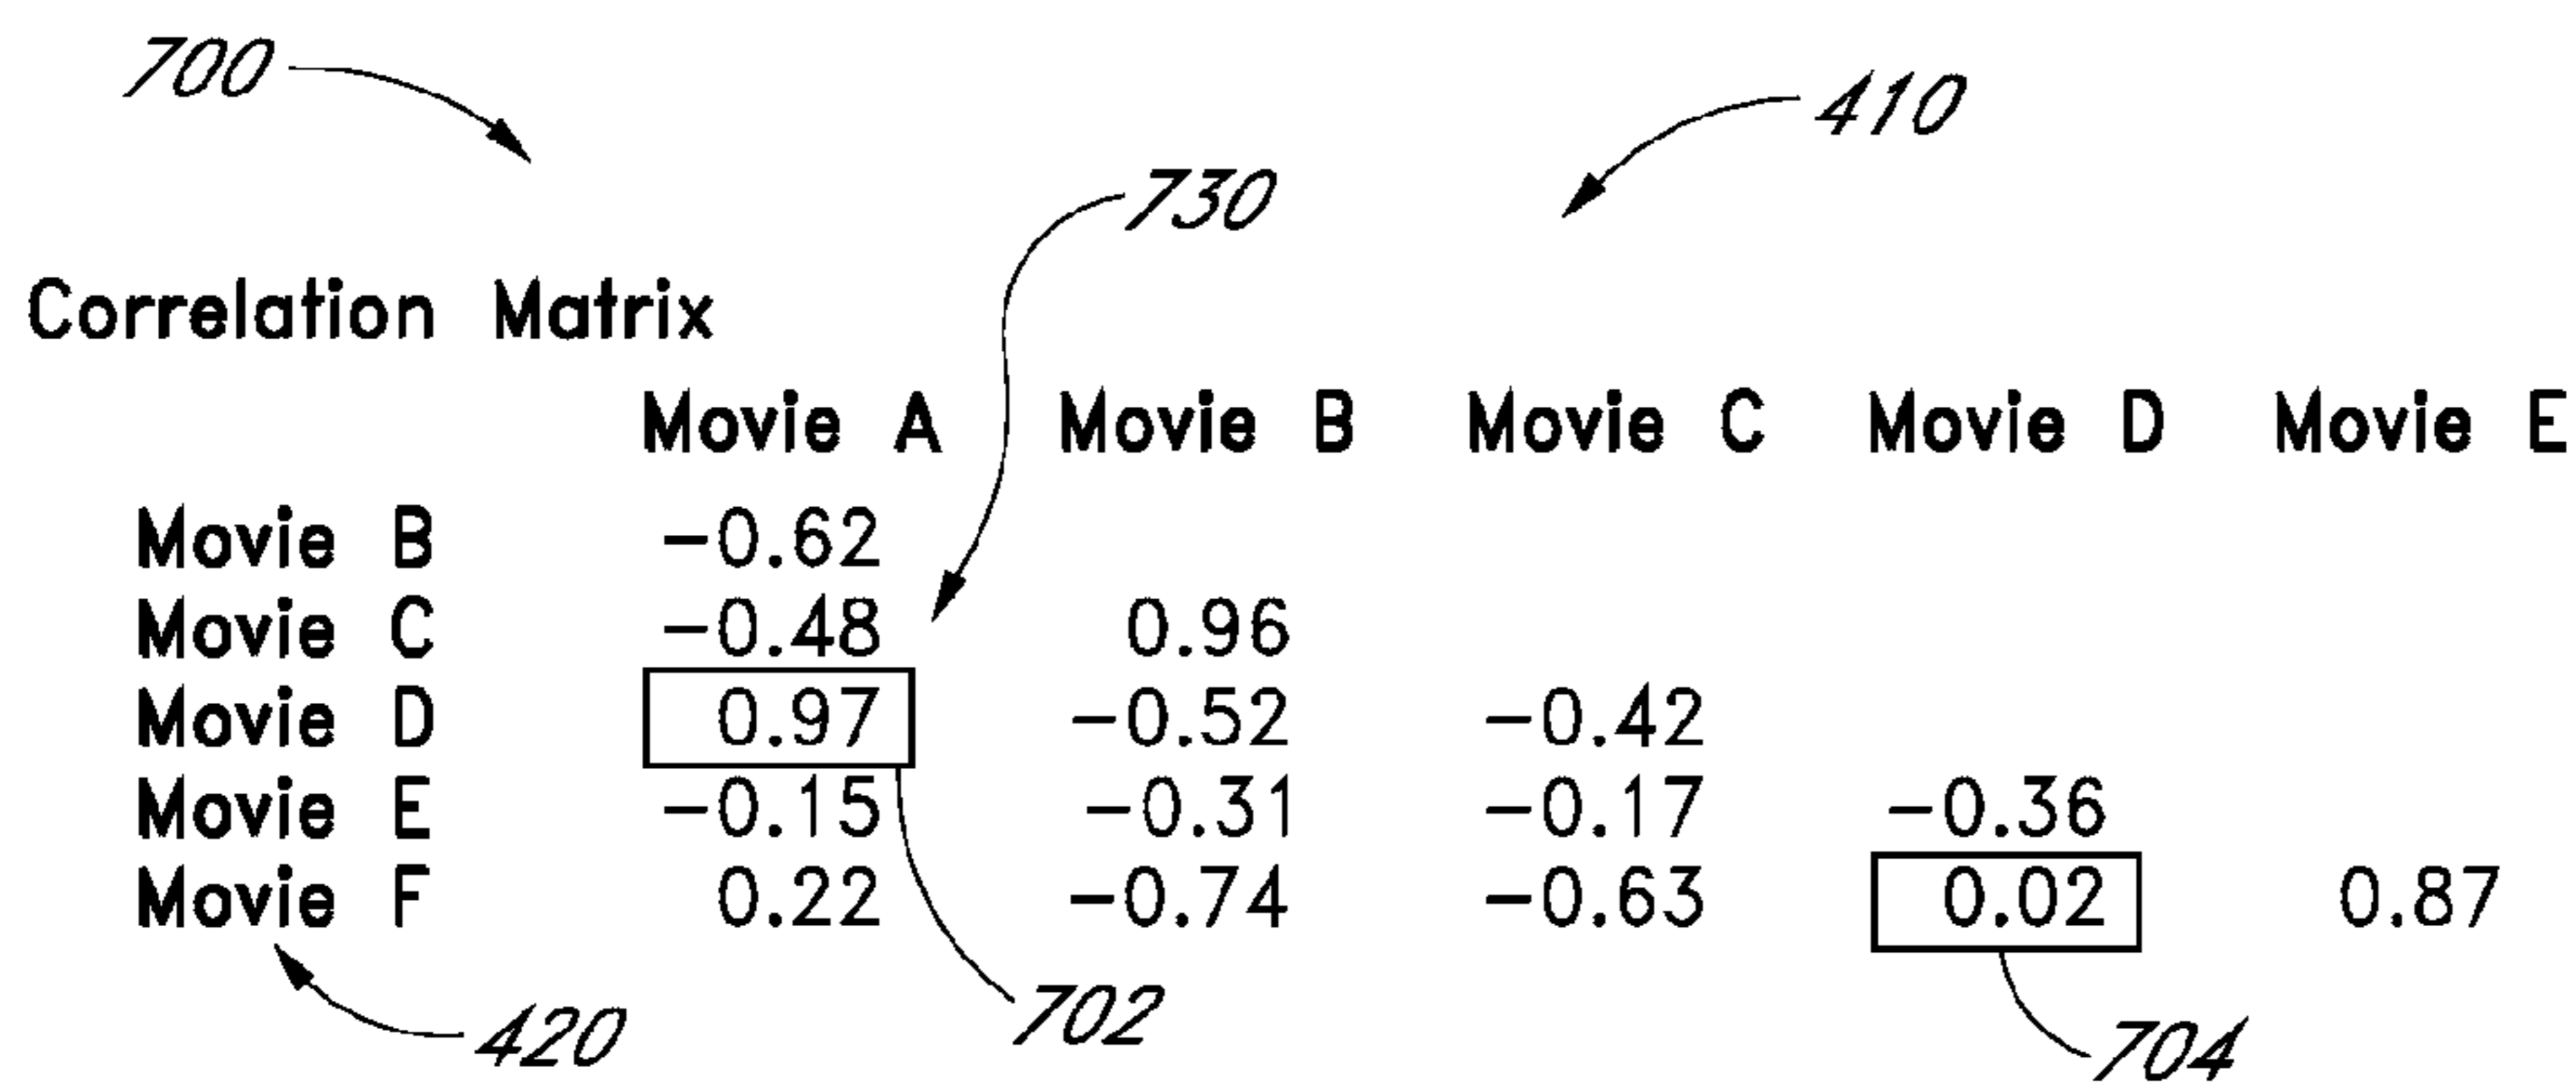 700
410
730
Correlation Matrix
Movie A Movie B Movie C Movie D Movie E
Movie B -0.62
Movie C -0.48 0.96
Movie D 0.97 -0.52 -0.42
Movie E -0.15 -0.31 -0.17 -0.36
Movie F 0.22 -0.74 -0.63 0.02 0.87
420
702
704